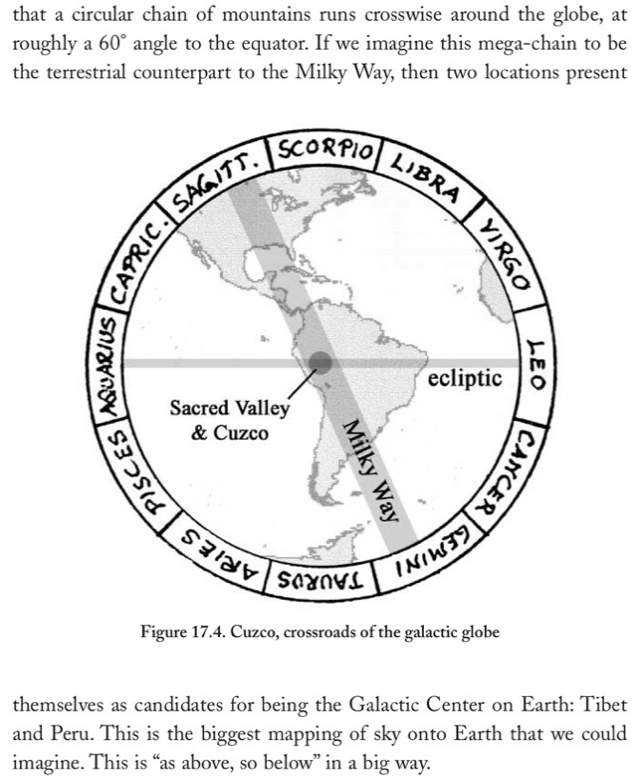 that a circular chain of mountains runs crosswise around the globe, at
roughly a 60° angle to the equator. If we imagine this mega-chain to be
the terrestrial counterpart to the Milky Way, then two locations present
SAGITT.
SCORPIO
LIBRA
VIRGO
LEO
CANCER
GEMINI
TAURUS
ARIES
PISCES
AQUARIUS
CAPRIC.
ecliptic
Sacred Valley
& Cuzco
Milky Way
Figure 17.4. Cuzco, crossroads of the galactic globe
themselves as candidates for being the Galactic Center on Earth: Tibet
and Peru. This is the biggest mapping of sky onto Earth that we could
imagine. This is “as above, so below” in a big way.